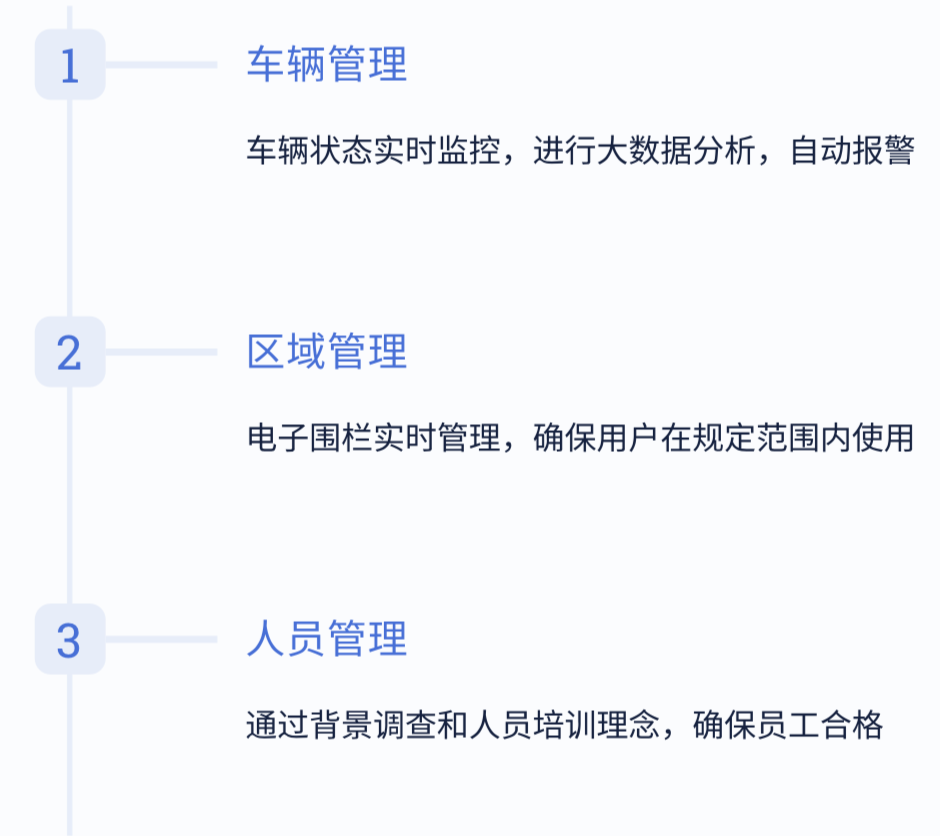 1
车辆管理
车辆状态实时监控，进行大数据分析，自动报警
2
区域管理
电子围栏实时管理，确保用户在规定范围内使用
3
人员管理
通过背景调查和人员培训理念，确保员工合格